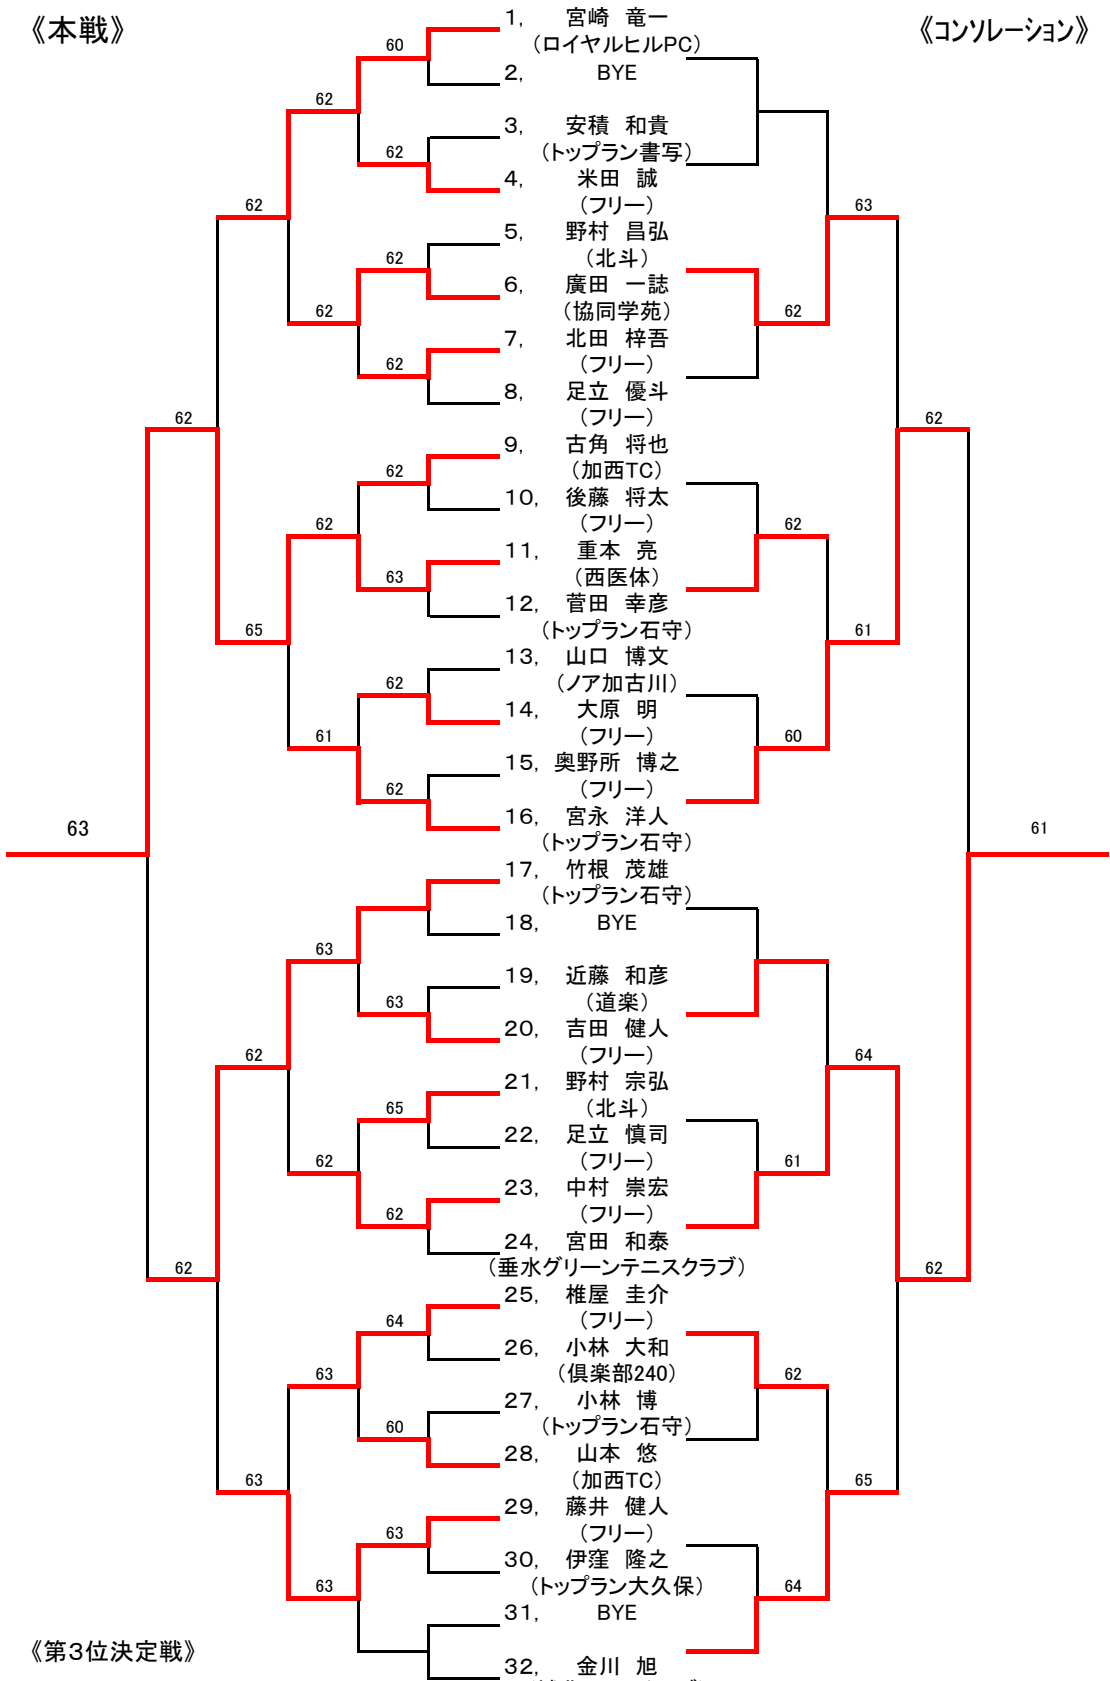 《本戦》
《コンソレーション》
1, 宮崎 竜一
(ロイヤルヒルPC)
2, BYE
3, 安積 和貴
(トップラン書写)
4, 米田 誠
(フリー)
5, 野村 昌弘
(北斗)
6, 廣田 一誌
(協同学苑)
7, 北田 梓吾
(フリー)
8, 足立 優斗
(フリー)
9, 古角 将也
(加西TC)
10, 後藤 将太
(フリー)
11, 重本 亮
(西医体)
12, 菅田 幸彦
(トップラン石守)
13, 山口 博文
(ノア加古川)
14, 大原 明
(フリー)
15, 奥野所 博之
(フリー)
16, 宮永 洋人
(トップラン石守)
17, 竹根 茂雄
(トップラン石守)
18, BYE
19, 近藤 和彦
(道楽)
20, 吉田 健人
(フリー)
21, 野村 宗弘
(北斗)
22, 足立 慎司
(フリー)
23, 中村 崇宏
(フリー)
24, 宮田 和泰
(垂水グリーンテニスクラブ)
25, 椎屋 圭介
(フリー)
26, 小林 大和
(倶楽部240)
27, 小林 博
(トップラン石守)
28, 山本 悠
(加西TC)
29, 藤井 健人
(フリー)
30, 伊窪 隆之
(トップラン大久保)
31, BYE
32, 金川 旭
60
62
62
62
62
62
62
62
63
62
62
62
61
62
65
62
63
63
63
65
62
62
62
64
60
63
63
63
63
62
63
62
62
60
61
62
63
61
61
64
62
64
65
62
61
《第3位決定戦》